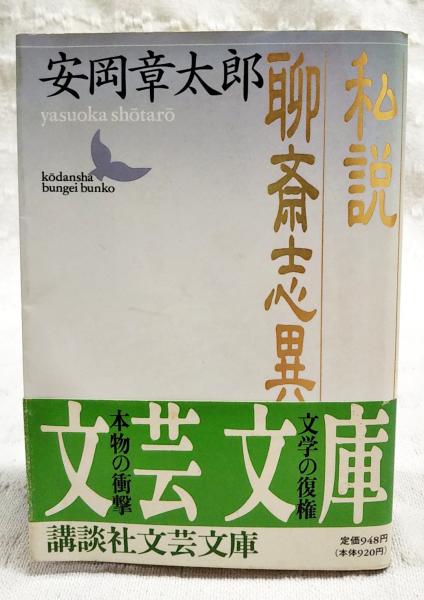 私説
聊斎志異
安岡章太郎
yasuoka shōtarō
kōdansha
bungei bunko
文芸文庫
文学の復権
本物の衝撃
講談社文芸文庫
定価948円
(本体920円)